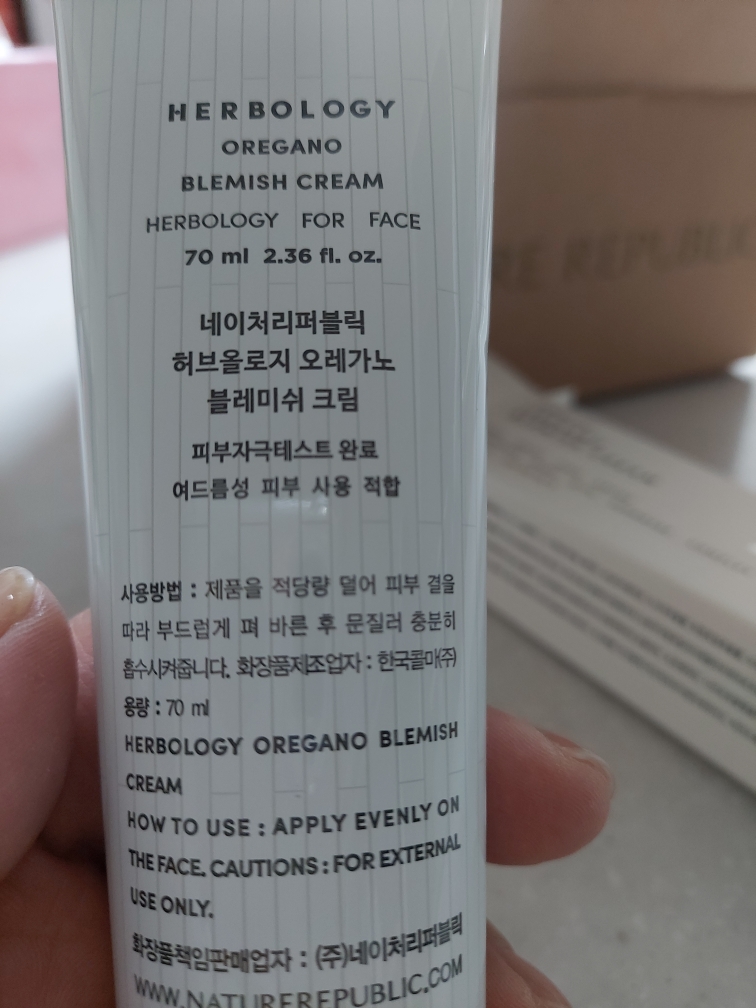 HERBOLOGY
OREGANO
BLEMISH CREAM
HERBOLOGY FOR FACE
70 ml 2.36 fl. oz.
네이처리퍼블릭
허브올로지 오레가노
블레미쉬 크림
피부자극테스트 완료
여드름성 피부 사용 적합
사용방법 : 제품을 적당량 덜어 피부 결을
따라 부드럽게 펴 바른 후 문질러 충분히
흡수시켜줍니다. 화장품제조업자 : 한국콜마(주)
용량 : 70 ml
HERBOLOGY OREGANO BLEMISH
CREAM
HOW TO USE : APPLY EVENLY ON
THE FACE. CAUTIONS : FOR EXTERNAL
USE ONLY.
화장품책임판매업자 : (주)네이처리퍼블릭
WWW.NATUREREPUBLIC.COM
RE REPUBLIC